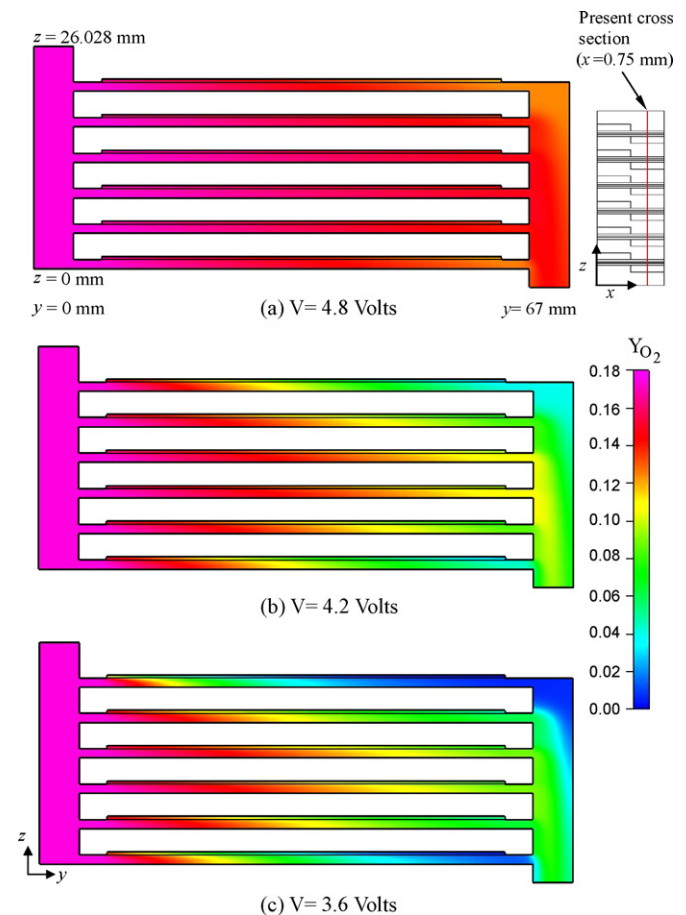 Present cross
section
(x=0.75 mm)
z = 26.028 mm
z
x
z = 0 mm
y = 0 mm
(a) V= 4.8 Volts
y= 67 mm
Y_O2
0.18
0.16
0.14
0.12
0.10
0.08
0.06
0.04
0.02
0.00
(b) V= 4.2 Volts
z
y
(c) V= 3.6 Volts